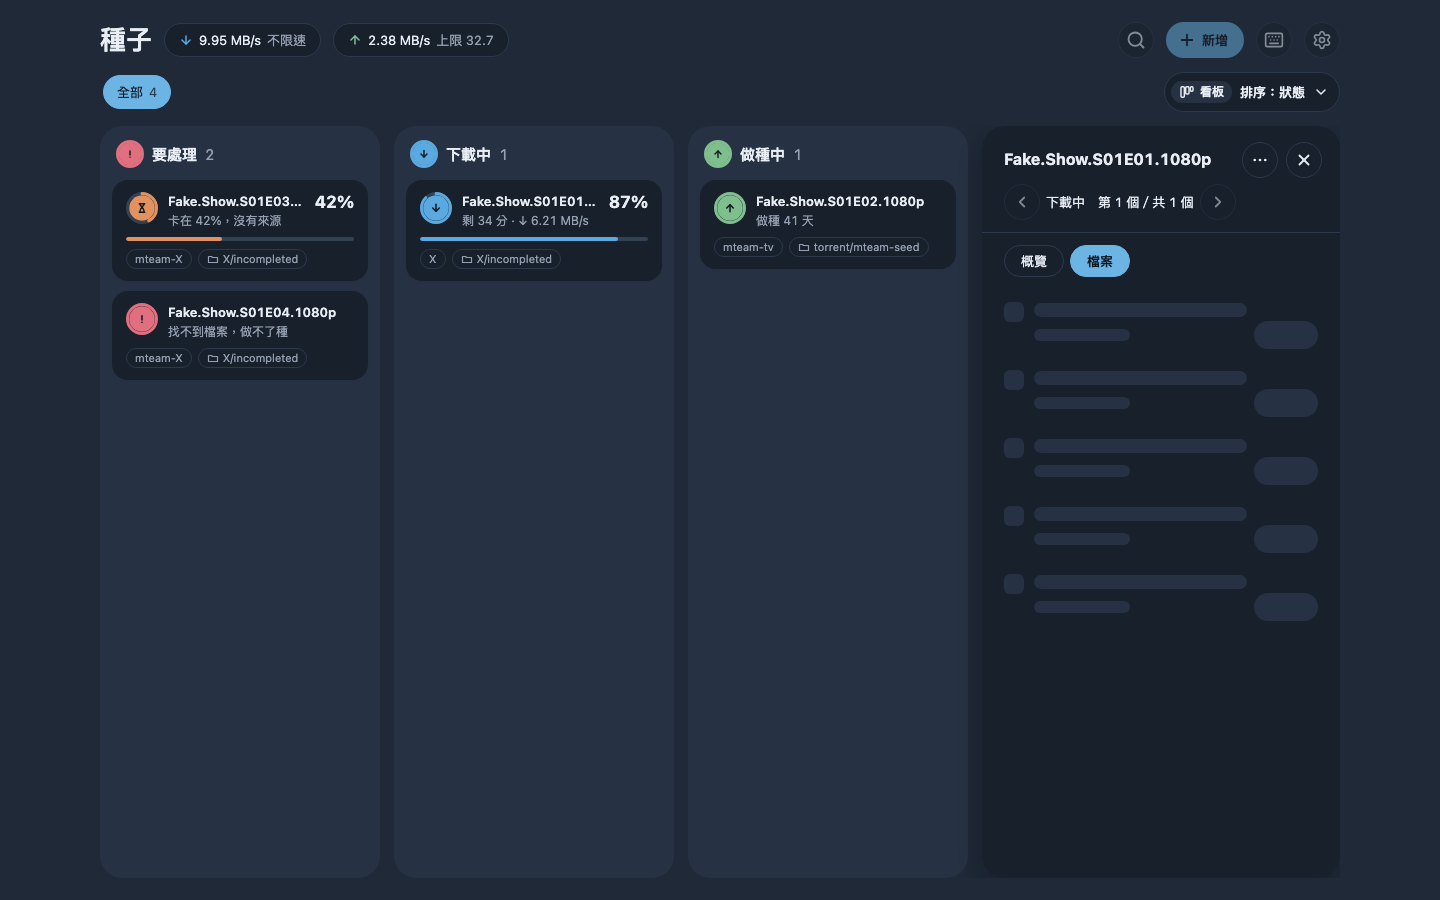 種子
9.95 MB/s 不限速
2.38 MB/s 上限 32.7
新增
全部 4
看板
排序：狀態
要處理 2
Fake.Show.S01E03... 42%
卡在 42%，沒有來源
mteam-X
X/incompleted
Fake.Show.S01E04.1080p
找不到檔案，做不了種
mteam-X
X/incompleted
下載中 1
Fake.Show.S01E01... 87%
剩 34 分 · ↓ 6.21 MB/s
X
X/incompleted
做種中 1
Fake.Show.S01E02.1080p
做種 41 天
mteam-tv
torrent/mteam-seed
Fake.Show.S01E01.1080p
下載中 第 1 個 / 共 1 個
概覽
檔案